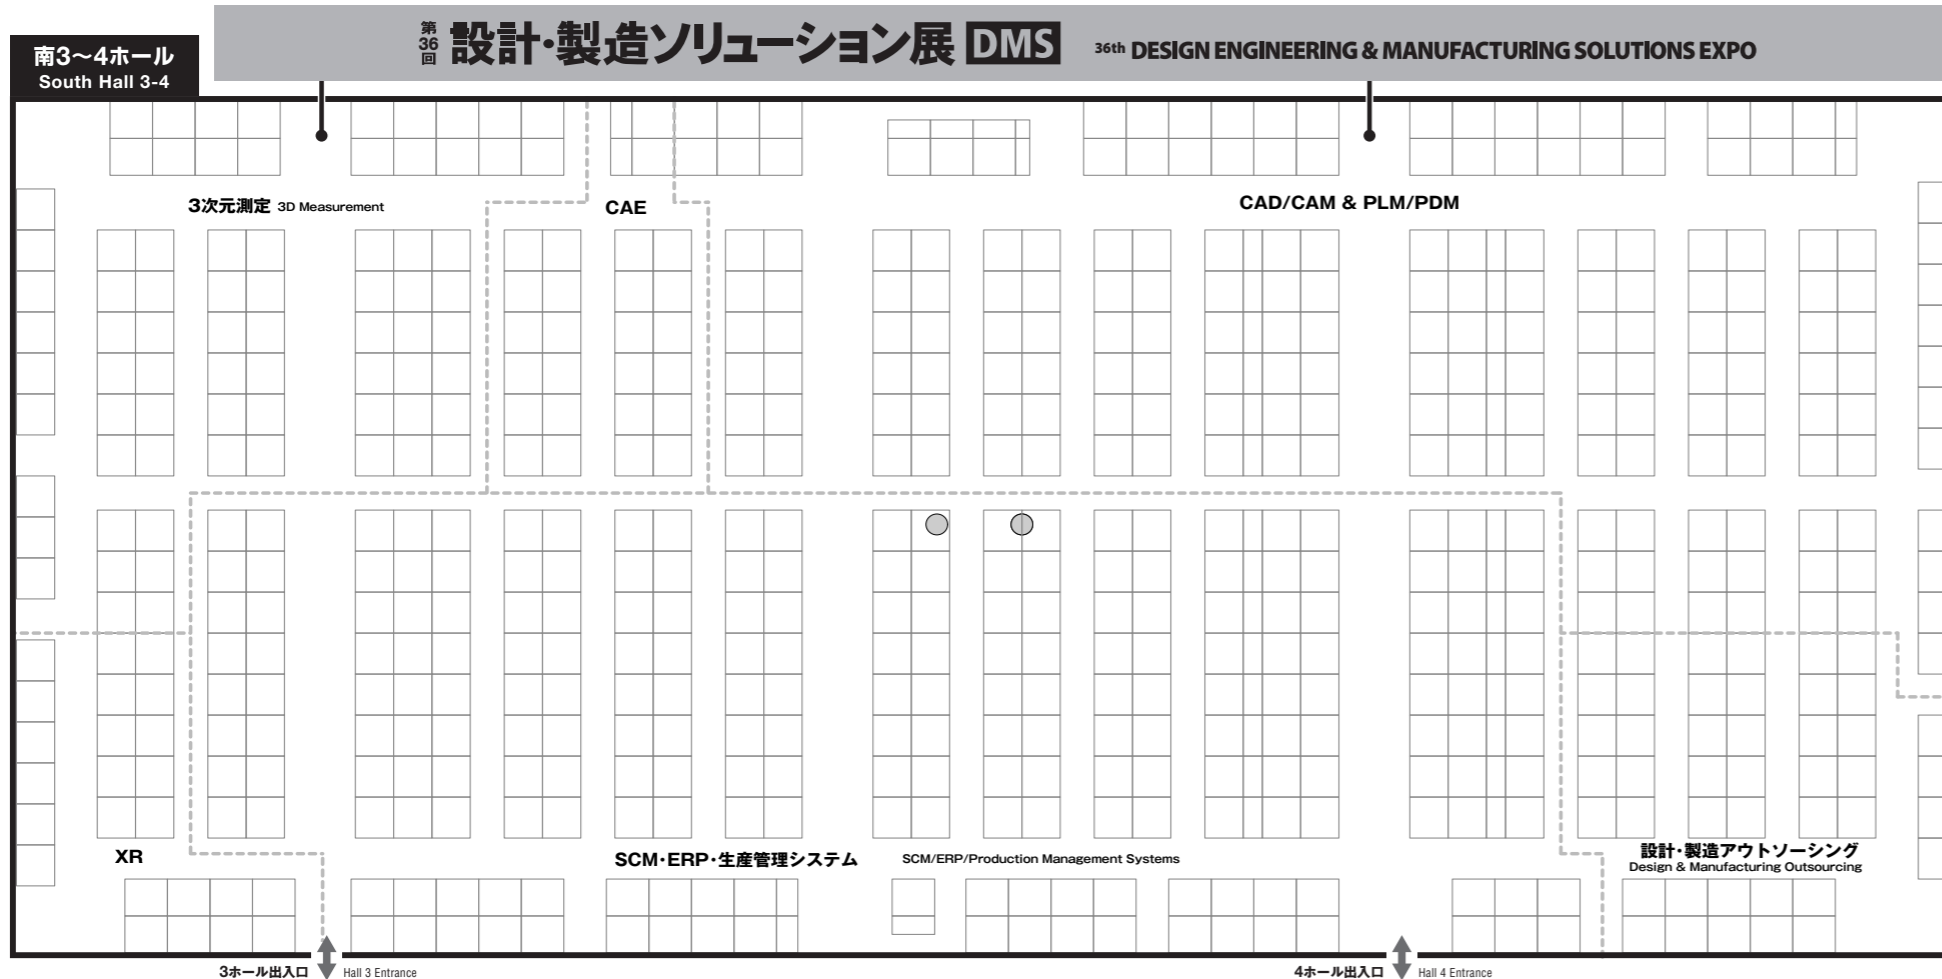 南3～4ホール
South Hall 3-4
第36回 設計・製造ソリューション展 DMS 36th DESIGN ENGINEERING & MANUFACTURING SOLUTIONS EXPO
3次元測定 3D Measurement
CAE
CAD/CAM & PLM/PDM
XR
SCM・ERP・生産管理システム SCM/ERP/Production Management Systems
設計・製造アウトソーシング
Design & Manufacturing Outsourcing
3ホール出入口 Hall 3 Entrance
4ホール出入口 Hall 4 Entrance